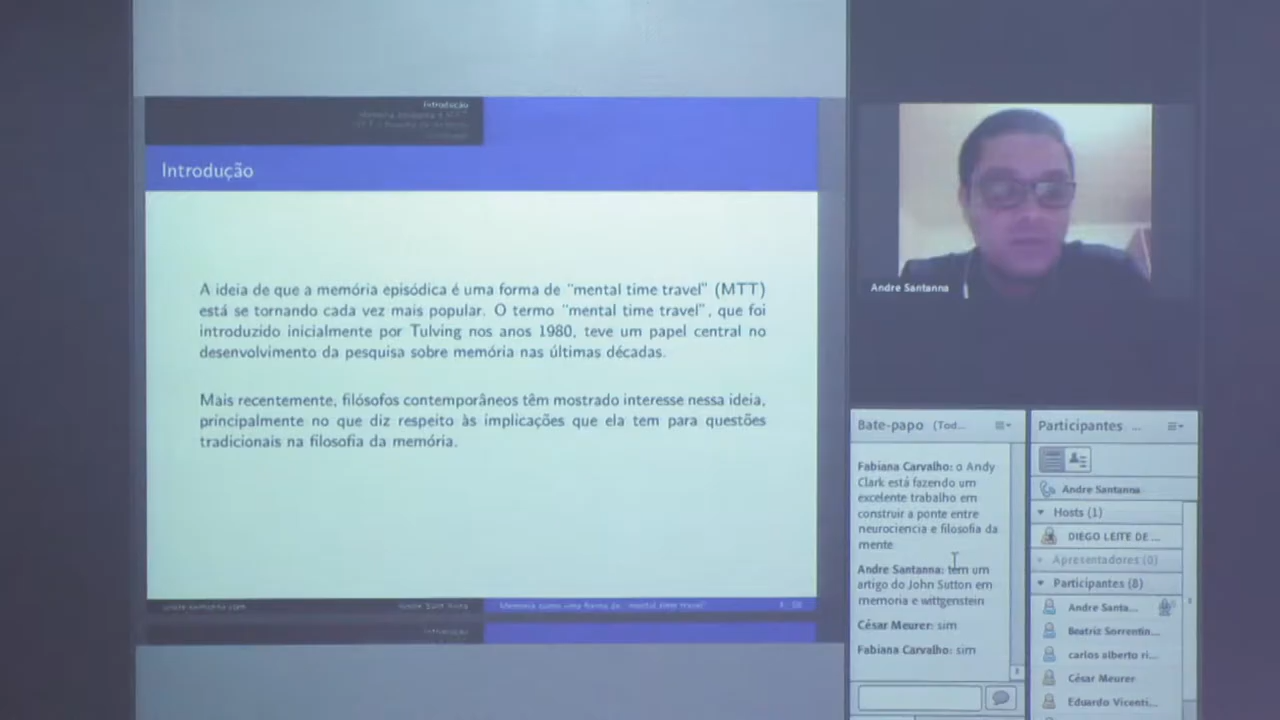 Introdução
Introdução
A ideia de que a memória episódica é uma forma de "mental time travel" (MTT)
está se tornando cada vez mais popular. O termo "mental time travel", que foi
introduzido inicialmente por Tulving nos anos 1980, teve um papel central no
desenvolvimento da pesquisa sobre memória nas últimas décadas.
Mais recentemente, filósofos contemporâneos têm mostrado interesse nessa ideia,
principalmente no que diz respeito às implicações que ela tem para questões
tradicionais na filosofia da memória.
Memória como uma forma de "mental time travel"
Introdução
Andre Santanna
Bate-papo (Tod...
Fabiana Carvalho: o Andy
Clark está fazendo um
excelente trabalho em
construir a ponte entre
neurociencia e filosofia da
mente
Andre Santanna: tem um
artigo do John Sutton em
memoria e wittgenstein
César Meurer: sim
Fabiana Carvalho: sim
Participantes ...
Andre Santanna
Hosts (1)
DIEGO LEITE DE ...
Apresentadores (0)
Participantes (8)
Andre Santa...
Beatriz Sorrentin...
carlos alberto ri...
César Meurer
Eduardo Vicenti...